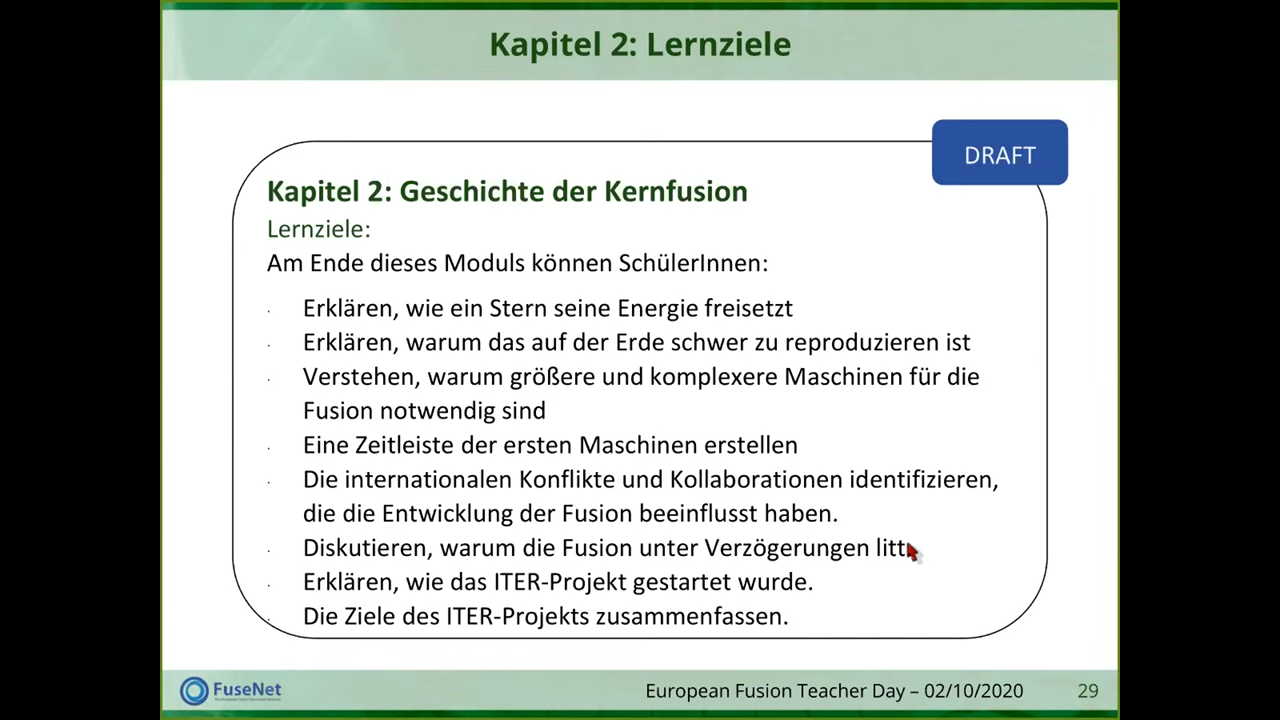 Kapitel 2: Lernziele
DRAFT
Kapitel 2: Geschichte der Kernfusion
Lernziele:
Am Ende dieses Moduls können SchülerInnen:
· Erklären, wie ein Stern seine Energie freisetzt
· Erklären, warum das auf der Erde schwer zu reproduzieren ist
· Verstehen, warum größere und komplexere Maschinen für die
Fusion notwendig sind
· Eine Zeitleiste der ersten Maschinen erstellen
· Die internationalen Konflikte und Kollaborationen identifizieren,
die die Entwicklung der Fusion beeinflusst haben.
· Diskutieren, warum die Fusion unter Verzögerungen litt
· Erklären, wie das ITER-Projekt gestartet wurde.
· Die Ziele des ITER-Projekts zusammenfassen.
FuseNet
European Fusion Teacher Day – 02/10/2020
29